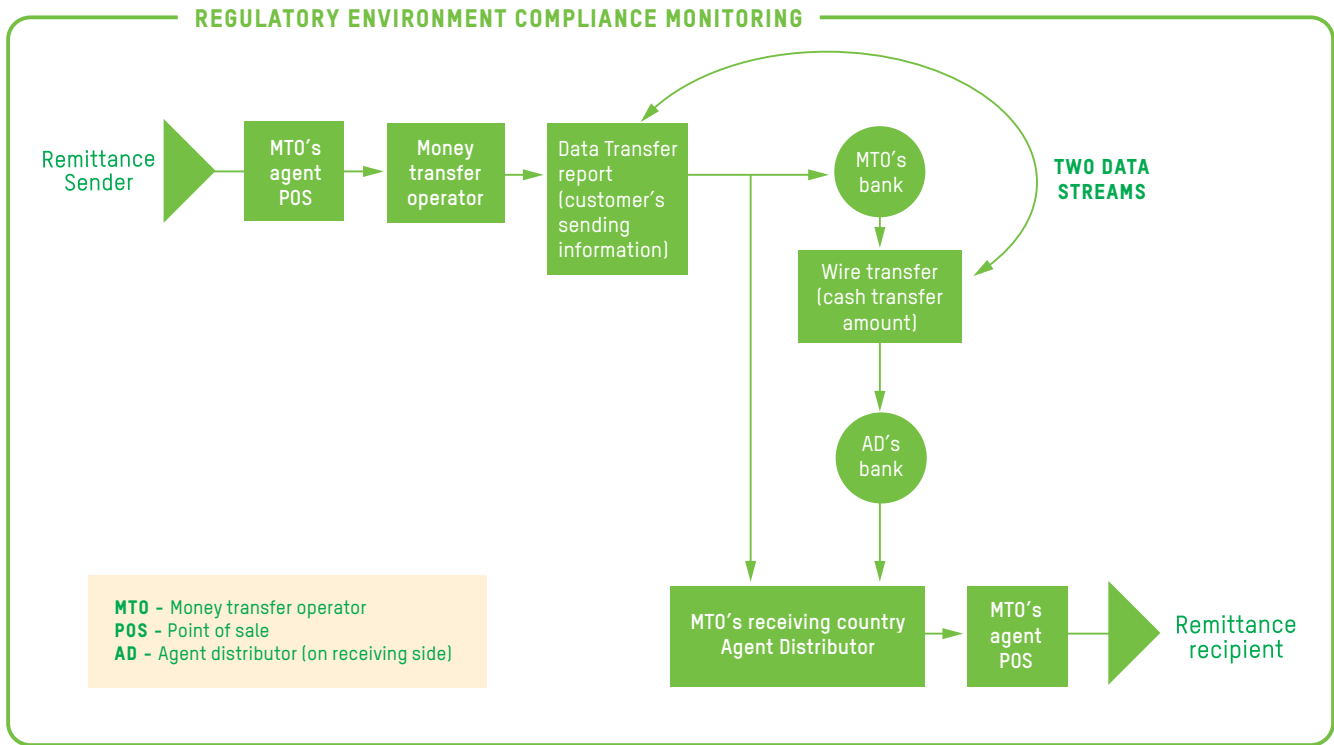 REGULATORY ENVIRONMENT COMPLIANCE MONITORING
Remittance
Sender
MTO's
agent
POS
Money
transfer
operator
Data Transfer
report
(customer's
sending
information)
MTO's
bank
TWO DATA
STREAMS
Wire transfer
(cash transfer
amount)
AD's
bank
MTO - Money transfer operator
POS - Point of sale
AD - Agent distributor (on receiving side)
MTO's receiving country
Agent Distributor
MTO's
agent
POS
Remittance
recipient